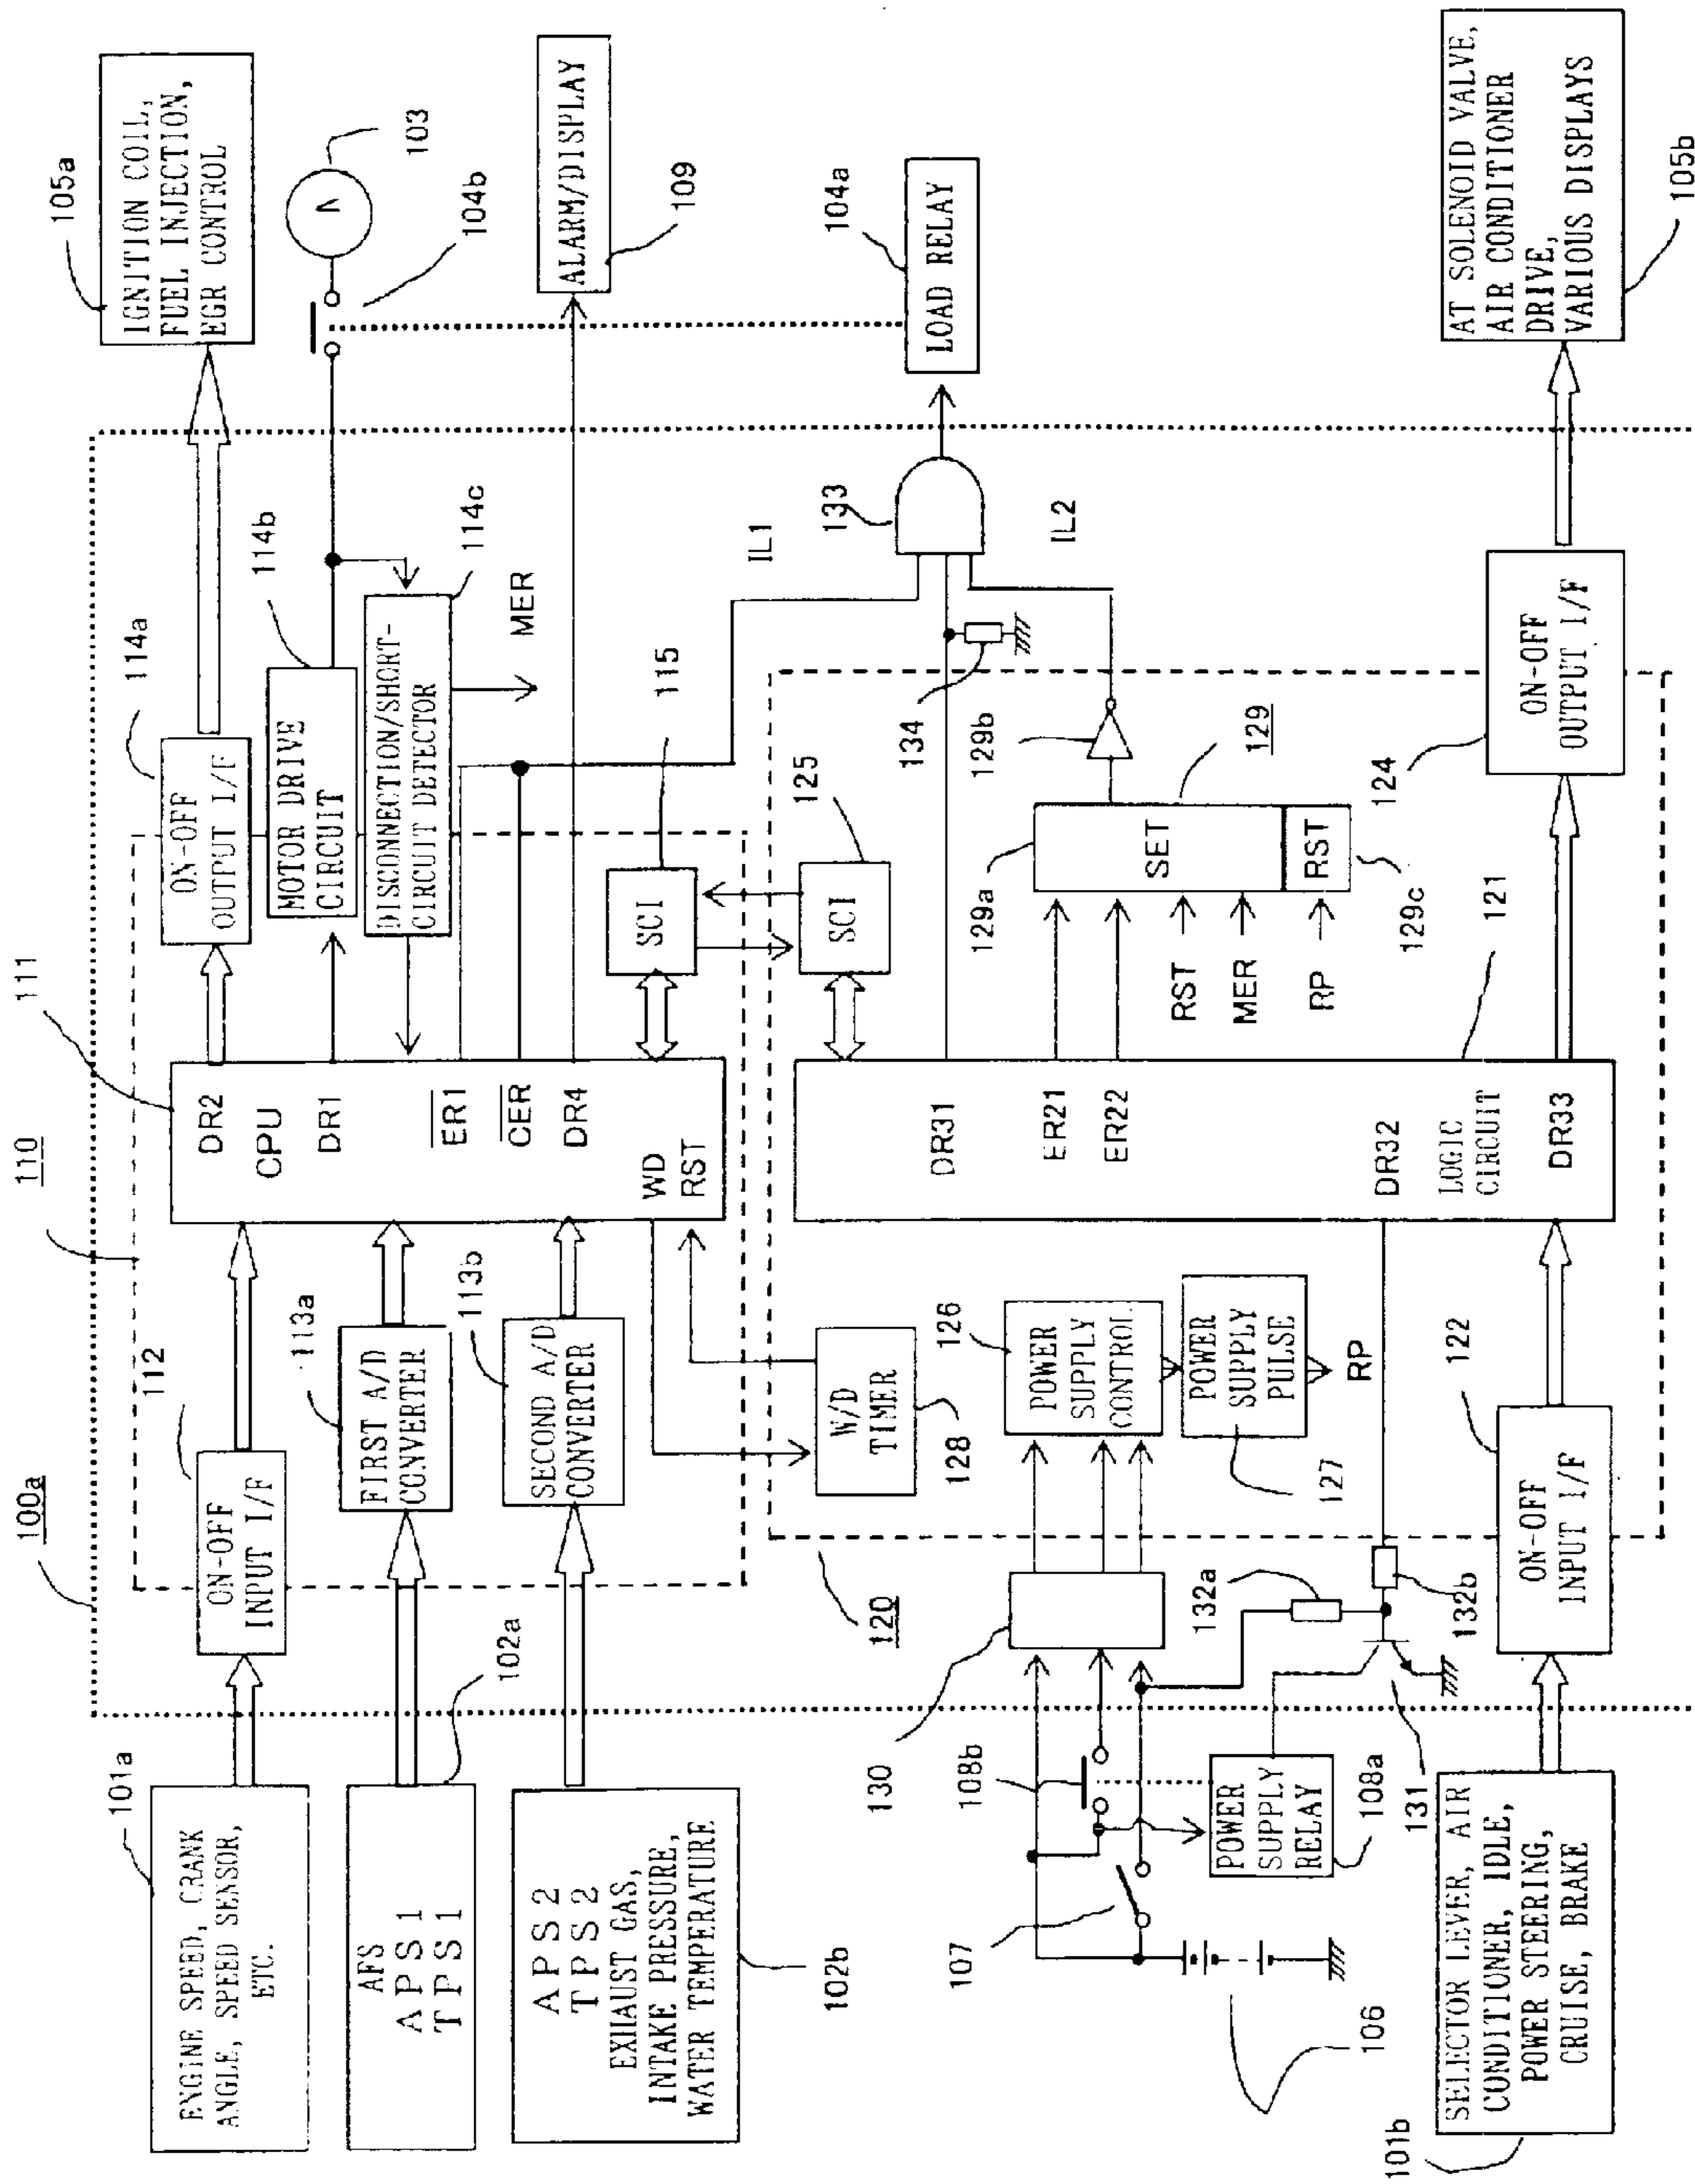 100a
110
111
101a
ENGINE SPEED, CRANK
ANGLE, SPEED SENSOR,
ETC.
112
ON-OFF
INPUT I/F
DR2
CPU
DR1
ER1
CER
DR4
WD
RST
114a
ON-OFF
OUTPUT I/F
105a
IGNITION COIL,
FUEL INJECTION,
EGR CONTROL
AFS
APS1
TPS1
102a
113a
FIRST A/D
CONVERTER
114b
MOTOR DRIVE
CIRCUIT
103
104b
APS2
TPS2
EXHAUST GAS,
INTAKE PRESSURE,
WATER TEMPERATURE
102b
113b
SECOND A/D
CONVERTER
DISCONNECTION/SHORT-
CIRCUIT DETECTOR
114c
MER
ALARM/DISPLAY
109
SCI
115
IL1
W/D
TIMER
128
SCI
125
133
104a
LOAD RELAY
120
130
108b
107
126
POWER
SUPPLY
CONTROL
DR31
134
IL2
129b
ER21
ER22
129a
SET
129
RST
MER
RP
RST
129c
POWER
SUPPLY
PULSE
127
RP
132a
132b
POWER
SUPPLY
RELAY
108a
131
106
DR32
LOGIC
CIRCUIT
121
DR33
SELECTOR LEVER, AIR
CONDITIONER, IDLE,
POWER STEERING,
CRUISE, BRAKE
101b
122
ON-OFF
INPUT I/F
124
ON-OFF
OUTPUT I/F
AT SOLENOID VALVE,
AIR CONDITIONER
DRIVE,
VARIOUS DISPLAYS
105b